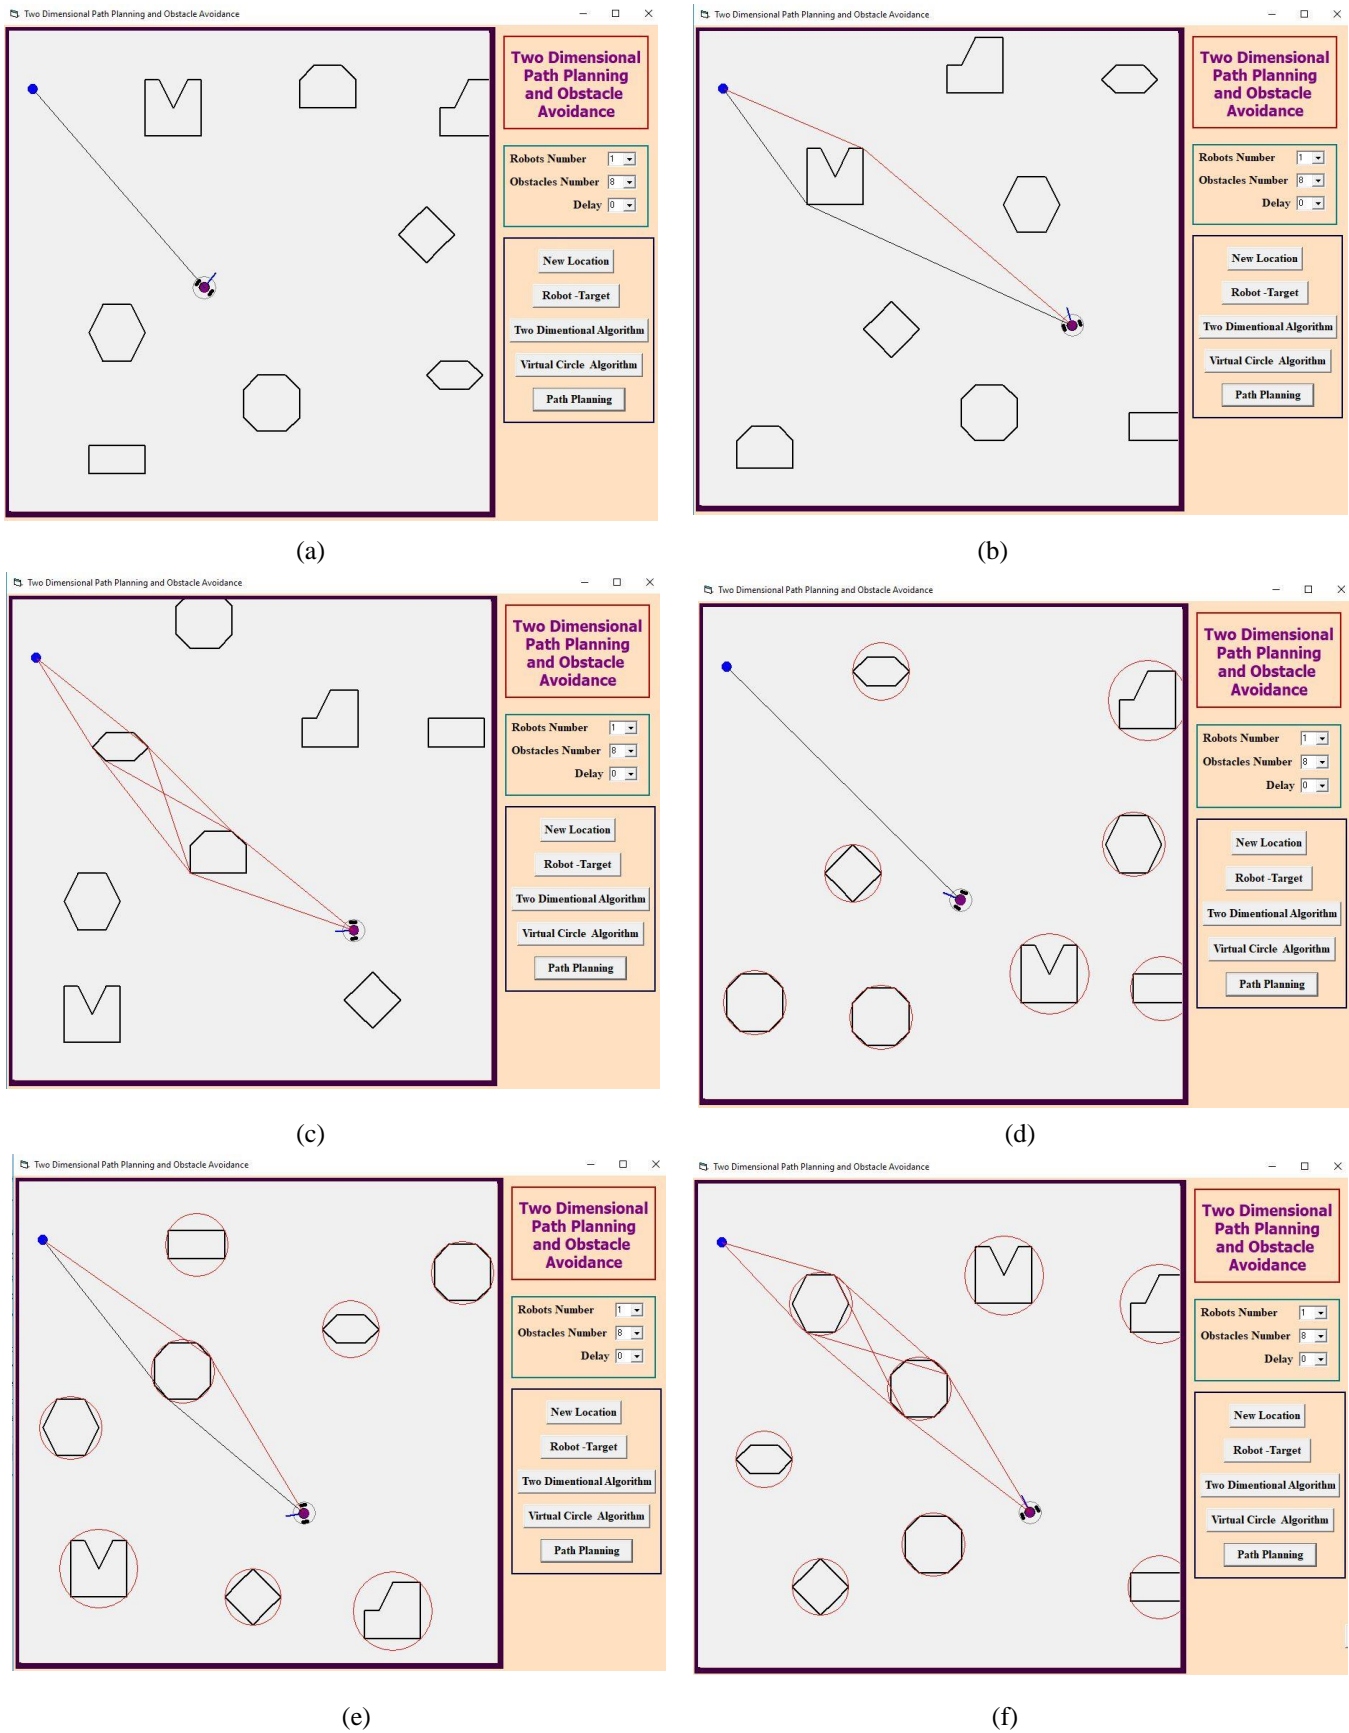 Two Dimensional Path Planning and Obstacle Avoidance
Two Dimensional
Path Planning
and Obstacle
Avoidance
Robots Number 1
Obstacles Number 8
Delay 0
New Location
Robot -Target
Two Dimentional Algorithm
Virtual Circle Algorithm
Path Planning
(a)
Two Dimensional Path Planning and Obstacle Avoidance
Two Dimensional
Path Planning
and Obstacle
Avoidance
Robots Number 1
Obstacles Number 8
Delay 0
New Location
Robot -Target
Two Dimentional Algorithm
Virtual Circle Algorithm
Path Planning
(b)
Two Dimensional Path Planning and Obstacle Avoidance
Two Dimensional
Path Planning
and Obstacle
Avoidance
Robots Number 1
Obstacles Number 8
Delay 0
New Location
Robot -Target
Two Dimentional Algorithm
Virtual Circle Algorithm
Path Planning
(c)
Two Dimensional Path Planning and Obstacle Avoidance
Two Dimensional
Path Planning
and Obstacle
Avoidance
Robots Number 1
Obstacles Number 8
Delay 0
New Location
Robot -Target
Two Dimentional Algorithm
Virtual Circle Algorithm
Path Planning
(d)
Two Dimensional Path Planning and Obstacle Avoidance
Two Dimensional
Path Planning
and Obstacle
Avoidance
Robots Number 1
Obstacles Number 8
Delay 0
New Location
Robot -Target
Two Dimentional Algorithm
Virtual Circle Algorithm
Path Planning
(e)
Two Dimensional Path Planning and Obstacle Avoidance
Two Dimensional
Path Planning
and Obstacle
Avoidance
Robots Number 1
Obstacles Number 8
Delay 0
New Location
Robot -Target
Two Dimentional Algorithm
Virtual Circle Algorithm
Path Planning
(f)